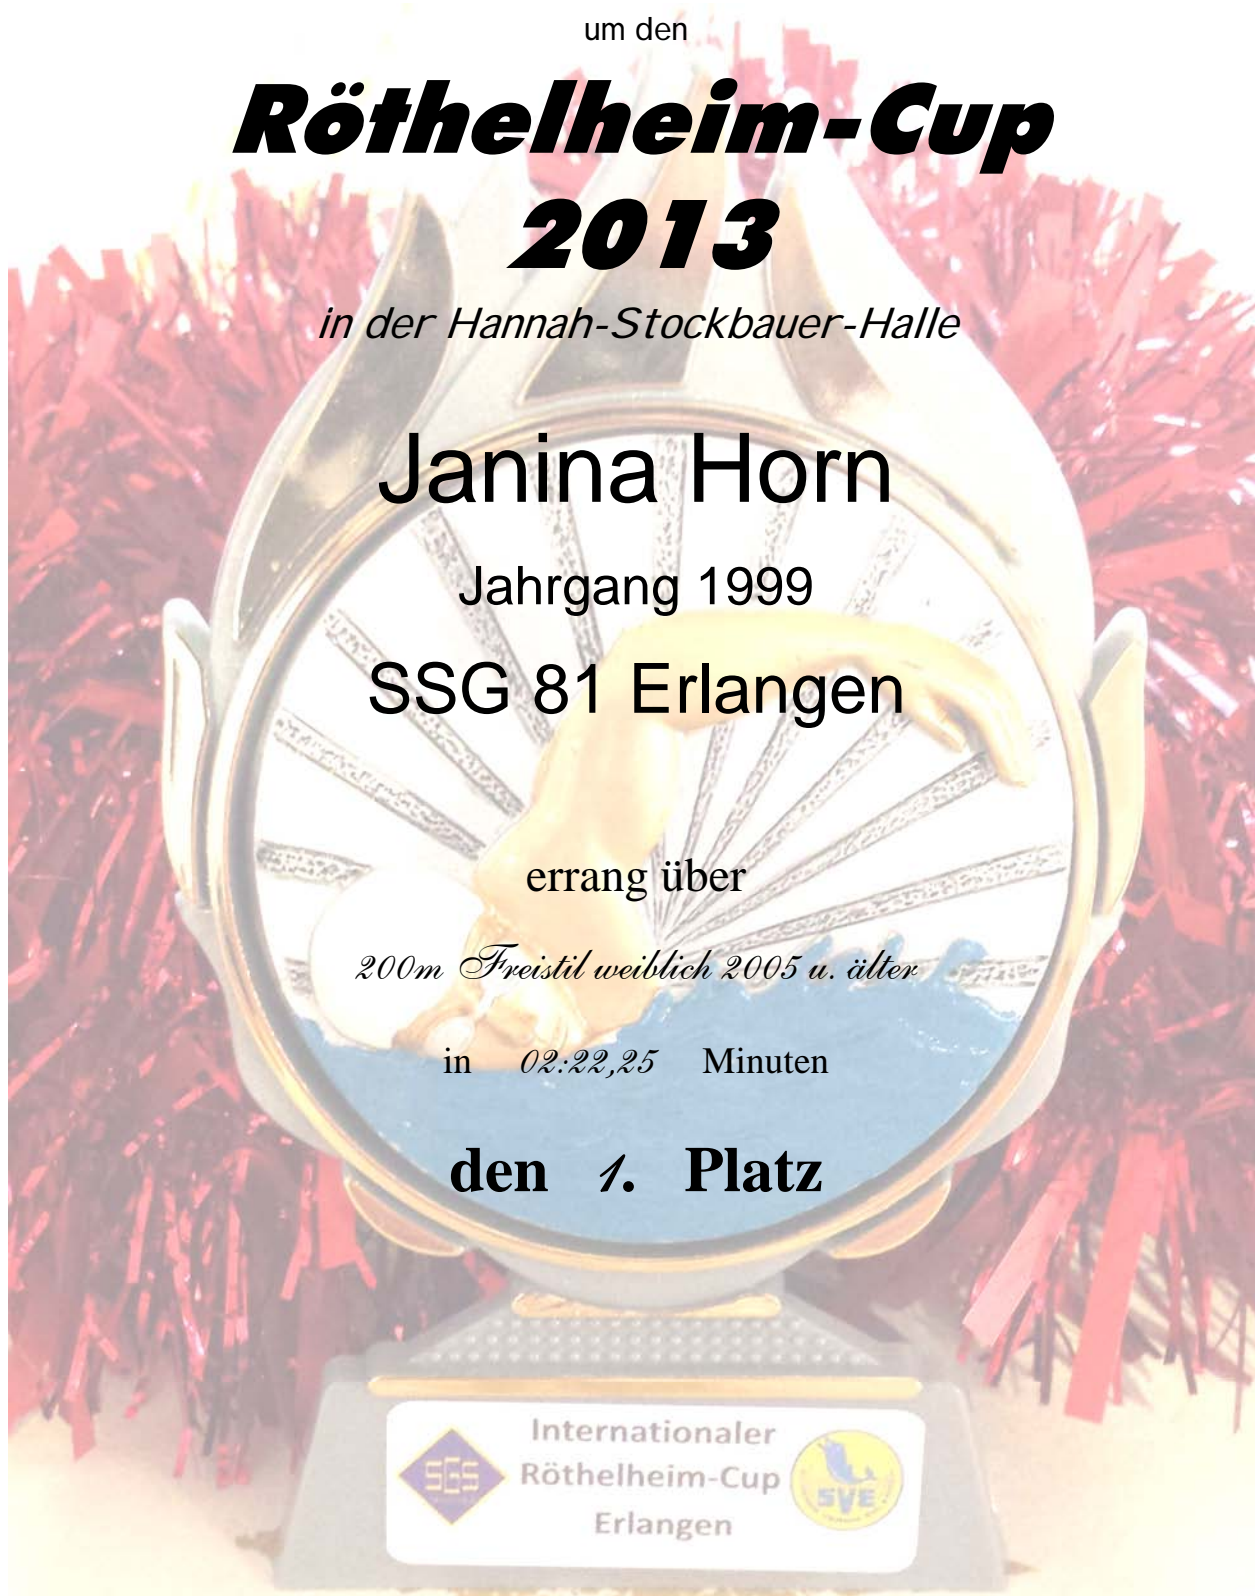 um den
Röthelheim-Cup
2013
in der Hannah-Stockbauer-Halle
Janina Horn
Jahrgang 1999
SSG 81 Erlangen
errang über
200m Freistil weiblich 2005 u. älter
in 02:22,25 Minuten
den 1. Platz
Internationaler
Röthelheim-Cup
Erlangen
SGS
SVE